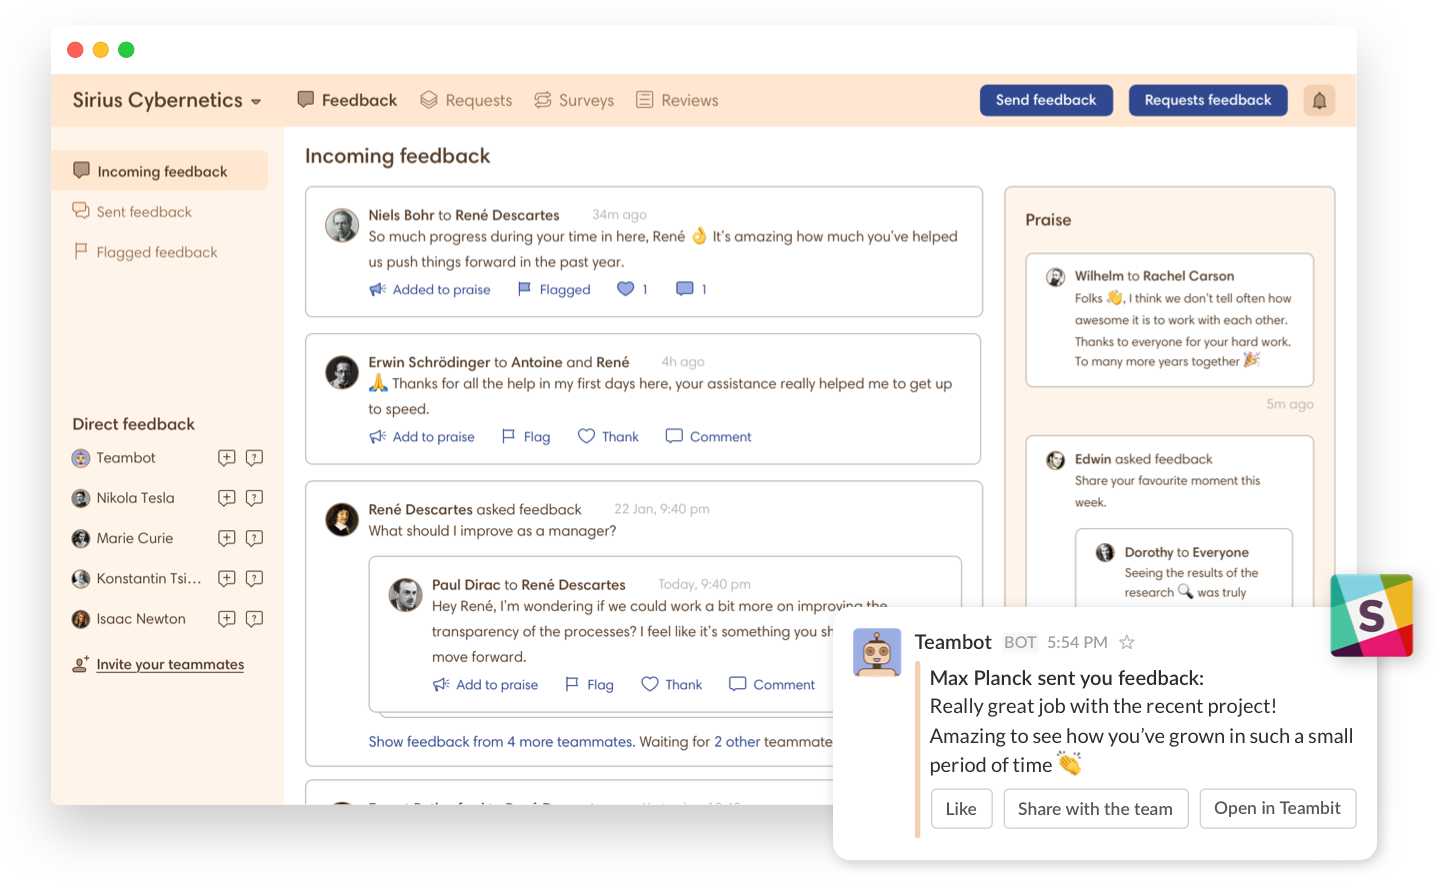 Sirius Cybernetics
Feedback
Requests
Surveys
Reviews
Send feedback
Requests feedback
Incoming feedback
Sent feedback
Flagged feedback
Direct feedback
Teambot
Nikola Tesla
Marie Curie
Konstantin Tsi...
Isaac Newton
Invite your teammates
Incoming feedback
Niels Bohr to René Descartes 34m ago
So much progress during your time in here, René 👌 It's amazing how much you've helped
us push things forward in the past year.
Added to praise Flagged 1 1
Erwin Schrödinger to Antoine and René 4h ago
🙏 Thanks for all the help in my first days here, your assistance really helped me to get up
to speed.
Add to praise Flag Thank Comment
René Descartes asked feedback 22 Jan, 9:40 pm
What should I improve as a manager?
Paul Dirac to René Descartes Today, 9:40 pm
Hey René, I'm wondering if we could work a bit more on improving the
transparency of the processes? I feel like it's something you
move forward.
Add to praise Flag Thank Comment
Show feedback from 4 more teammates. Waiting for 2 other teammate
Praise
Wilhelm to Rachel Carson
Folks 👋, I think we don't tell often how
awesome it is to work with each other.
Thanks to everyone for your hard work.
To many more years together 🎉
5m ago
Edwin asked feedback
Share your favourite moment this
week.
Dorothy to Everyone
Seeing the results of the
research 🔍 was truly
S
Teambot BOT 5:54 PM
Max Planck sent you feedback:
Really great job with the recent project!
Amazing to see how you've grown in such a small
period of time 👏
Like
Share with the team
Open in Teambit